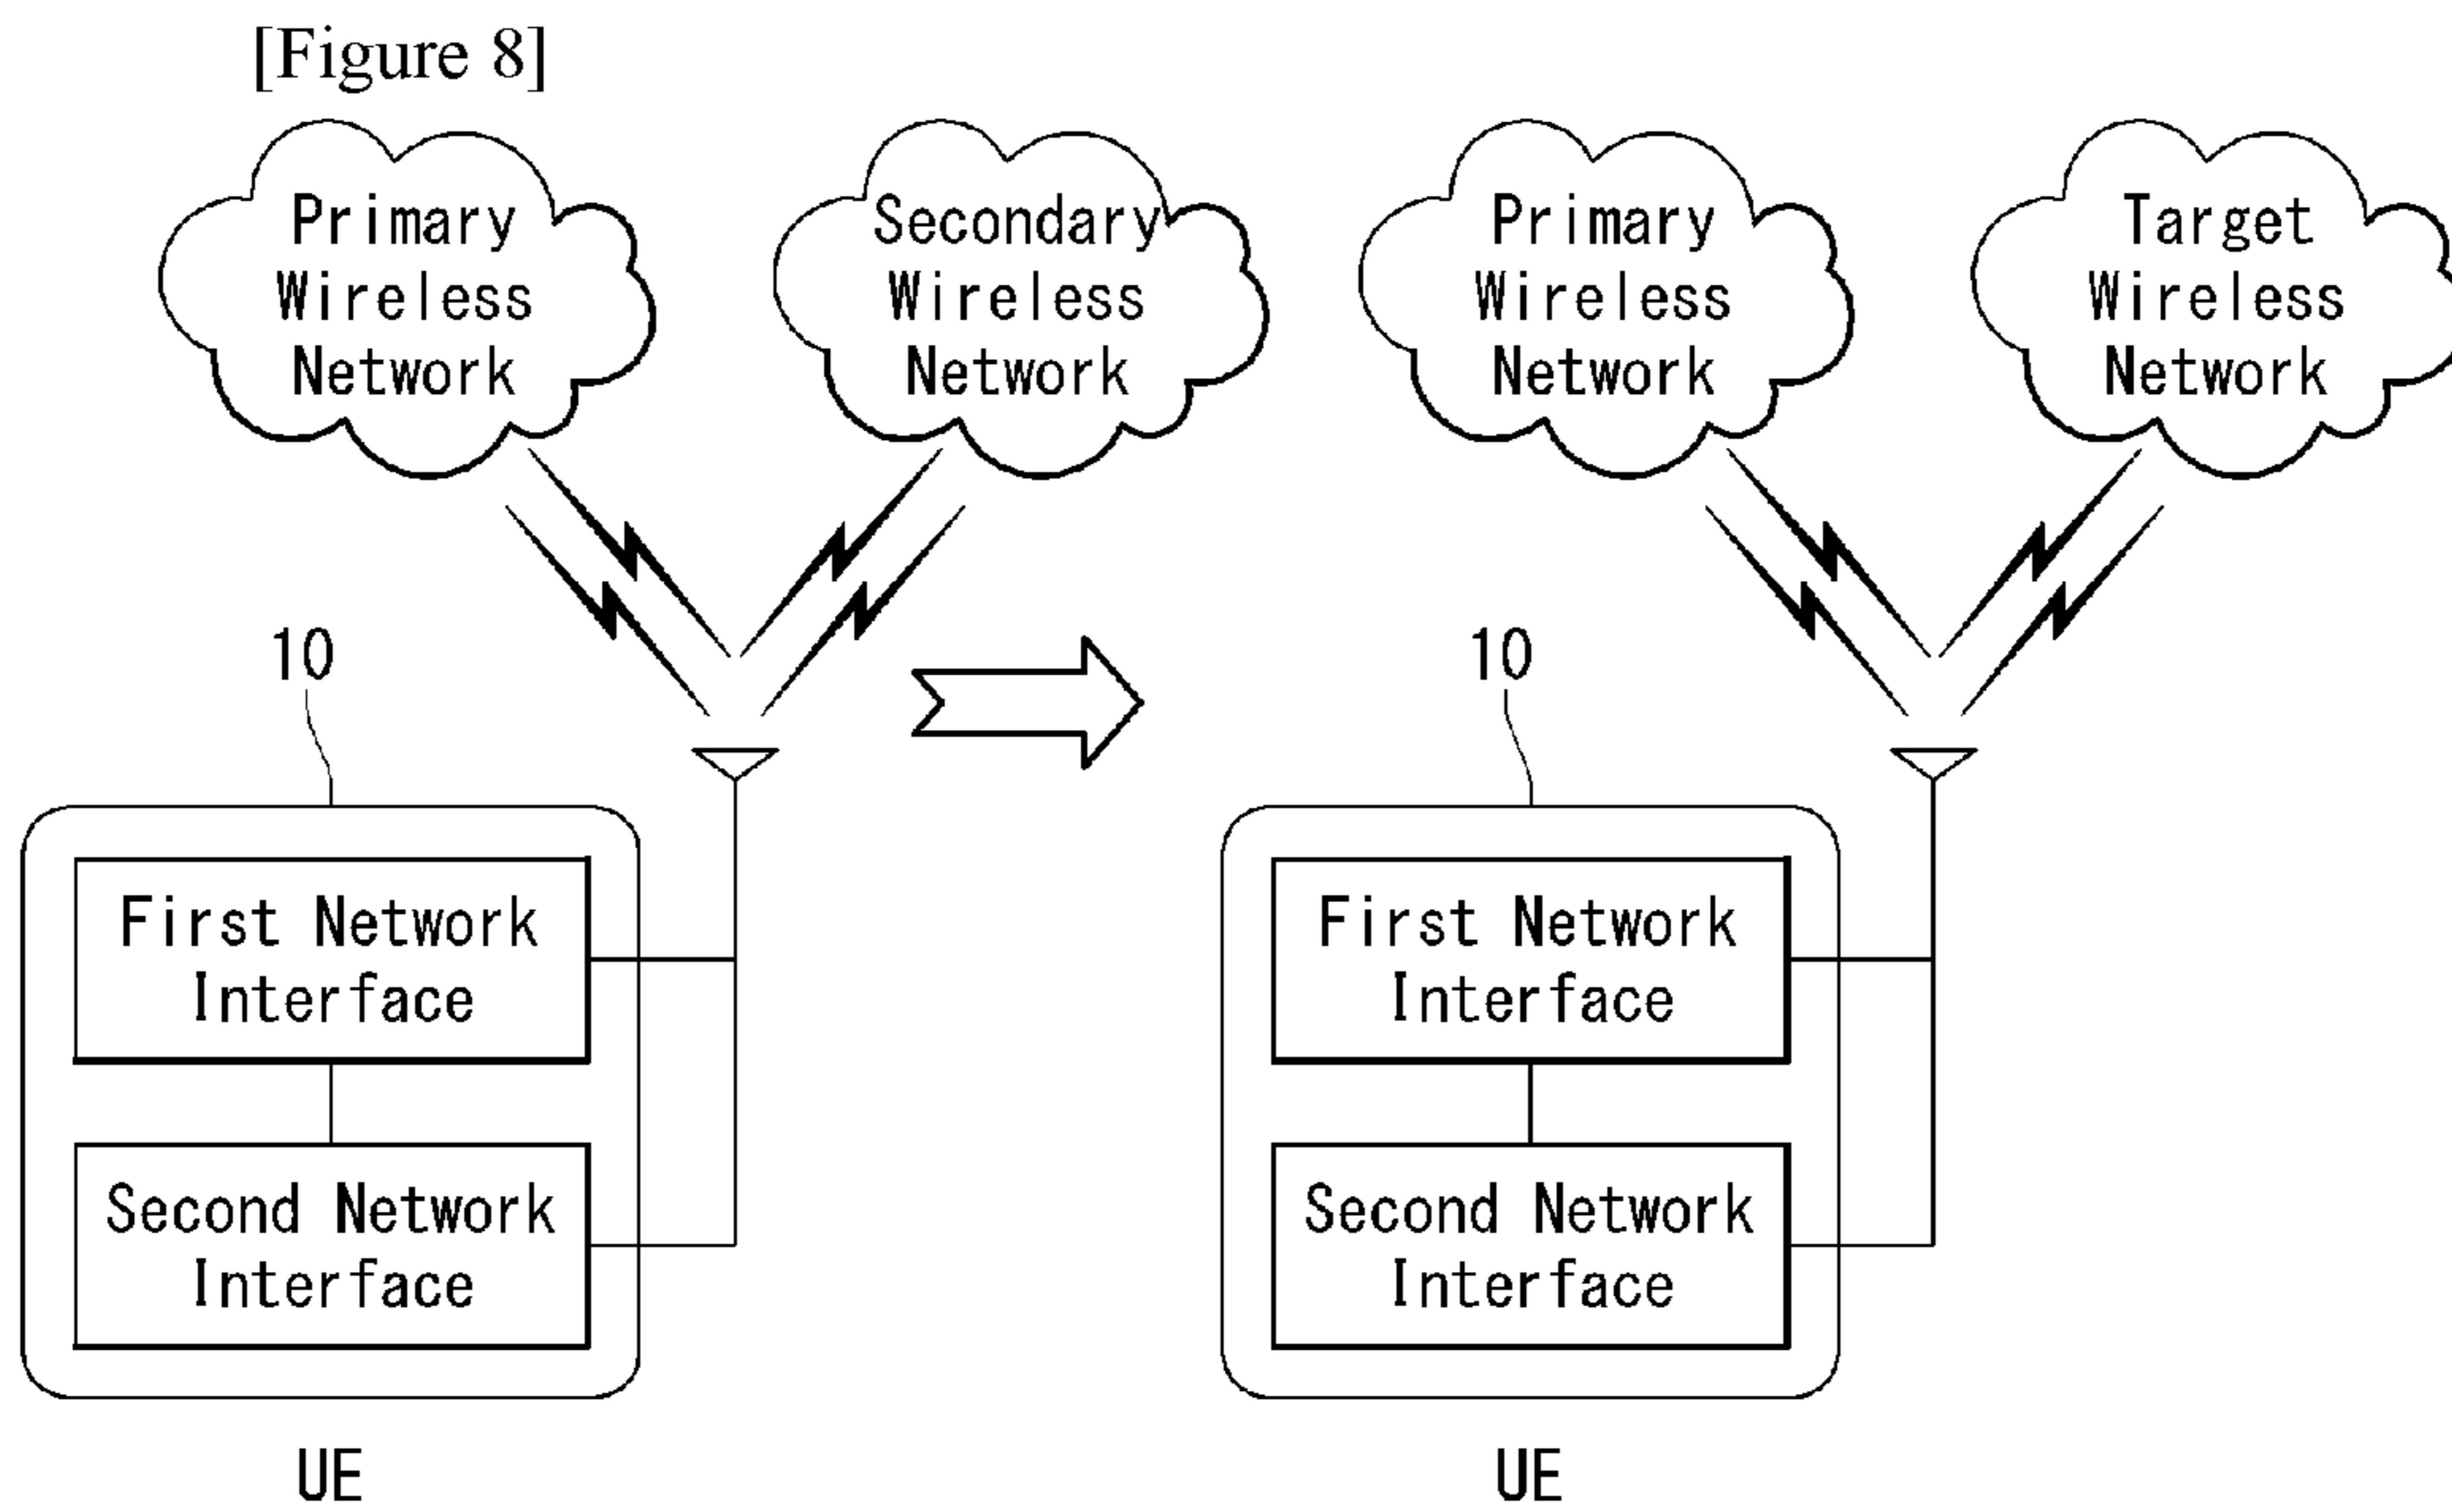 [Figure 8]
Primary
Wireless
Network
Secondary
Wireless
Network
Primary
Wireless
Network
Target
Wireless
Network
10
10
First Network
Interface
Second Network
Interface
First Network
Interface
Second Network
Interface
UE
UE